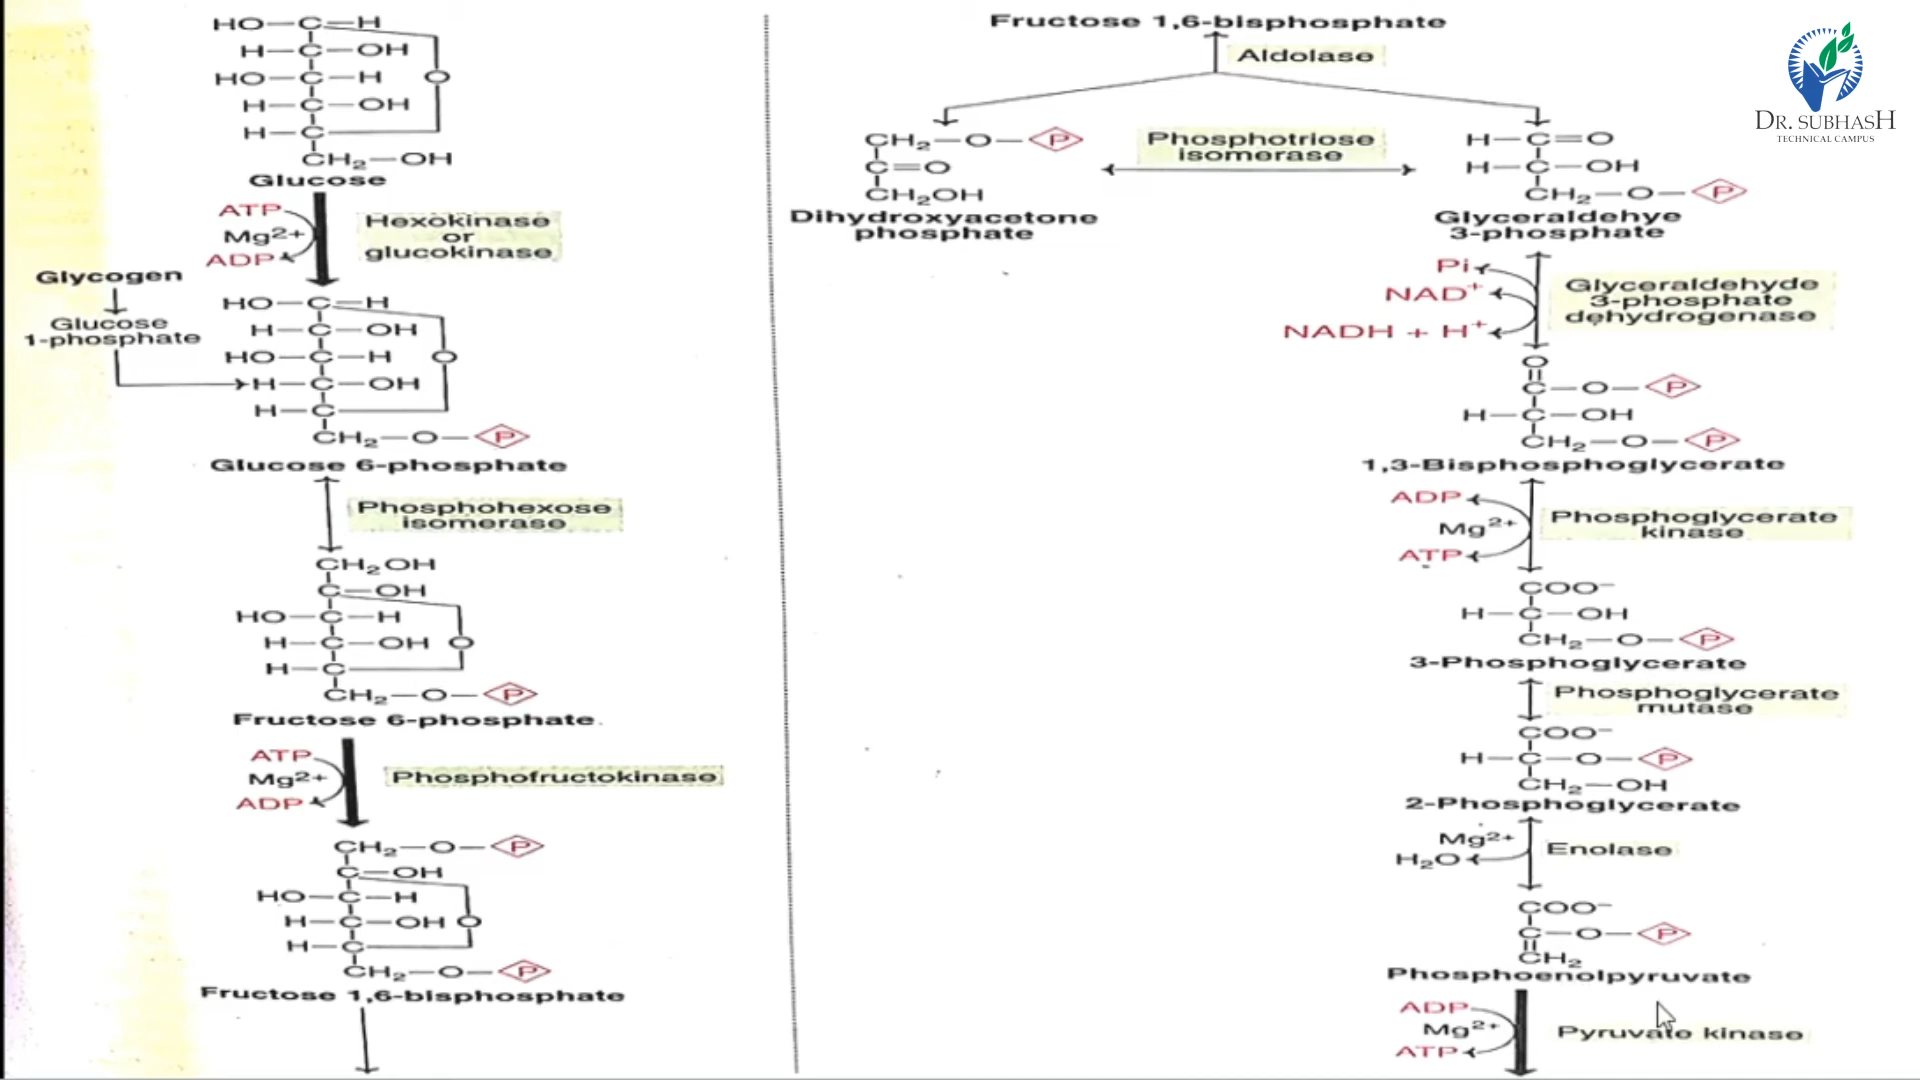 HO—C—H
H—C—OH
HO—C—H
O
H—C—OH
H—C
CH₂—OH
Glucose
ATP
Mg²⁺
ADP
Hexokinase
or
glucokinase
Glycogen
Glucose
1-phosphate
HO—C—H
H—C—OH
HO—C—H
O
H—C—OH
H—C
CH₂—O—P
Glucose 6-phosphate
Phosphohexose
isomerase
CH₂OH
C—OH
HO—C—H
H—C—OH
O
H—C
CH₂—O—P
Fructose 6-phosphate
ATP
Mg²⁺
ADP
Phosphofructokinase
CH₂—O—P
C—OH
HO—C—H
H—C—OH
O
H—C
CH₂—O—P
Fructose 1,6-bisphosphate
Fructose 1,6-bisphosphate
Aldolase
CH₂—O—P
C=O
CH₂OH
Dihydroxyacetone
phosphate
Phosphotriose
isomerase
H—C=O
H—C—OH
CH₂—O—P
Glyceraldehye
3-phosphate
Pi
NAD⁺
NADH + H⁺
Glyceraldehyde
3-phosphate
dehydrogenase
O
C—O—P
H—C—OH
CH₂—O—P
1,3-Bisphosphoglycerate
ADP
Mg²⁺
ATP
Phosphoglycerate
kinase
COO⁻
H—C—OH
CH₂—O—P
3-Phosphoglycerate
Phosphoglycerate
mutase
COO⁻
H—C—O—P
CH₂—OH
2-Phosphoglycerate
Mg²⁺
H₂O
Enolase
COO⁻
C—O—P
CH₂
Phosphoenolpyruvate
ADP
Mg²⁺
ATP
Pyruvate kinase
DR. SUBHASH
TECHNICAL CAMPUS